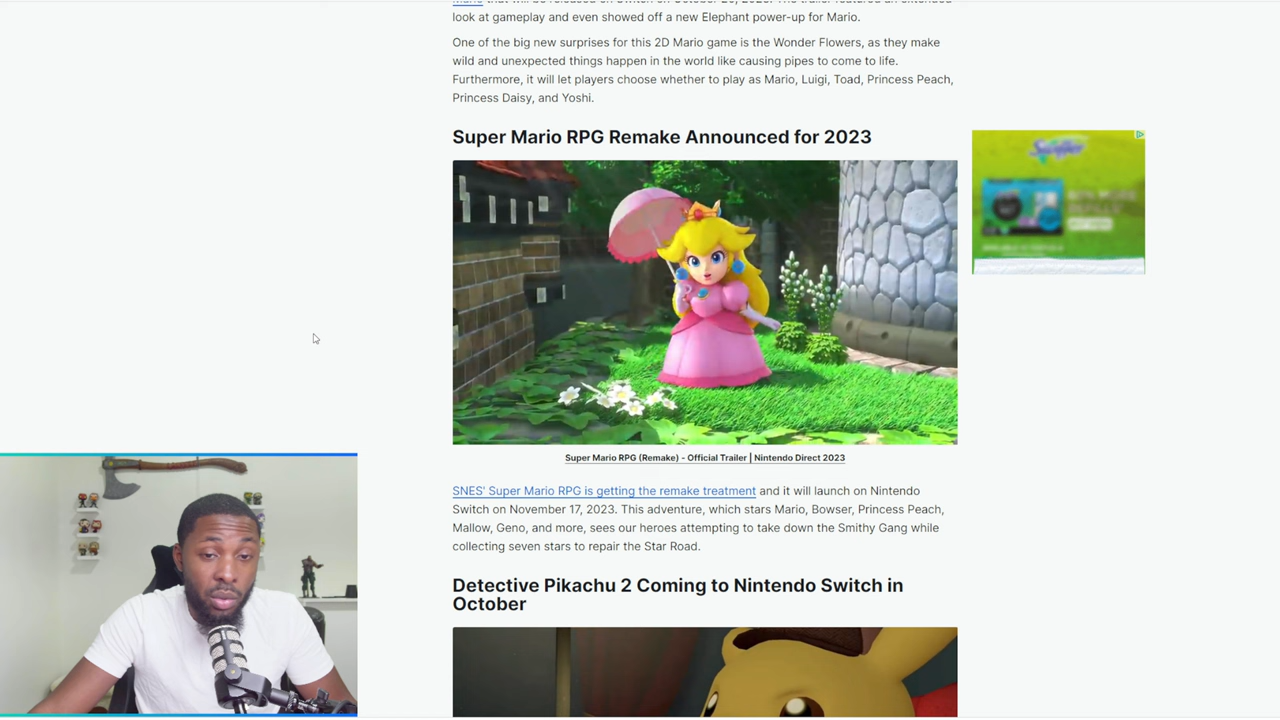 look at gameplay and even showed off a new Elephant power-up for Mario.
One of the big new surprises for this 2D Mario game is the Wonder Flowers, as they make
wild and unexpected things happen in the world like causing pipes to come to life.
Furthermore, it will let players choose whether to play as Mario, Luigi, Toad, Princess Peach,
Princess Daisy, and Yoshi.
Super Mario RPG Remake Announced for 2023
Swiffer
Super Mario RPG (Remake) - Official Trailer | Nintendo Direct 2023
SNES' Super Mario RPG is getting the remake treatment and it will launch on Nintendo
Switch on November 17, 2023. This adventure, which stars Mario, Bowser, Princess Peach,
Mallow, Geno, and more, sees our heroes attempting to take down the Smithy Gang while
collecting seven stars to repair the Star Road.
Detective Pikachu 2 Coming to Nintendo Switch in
October